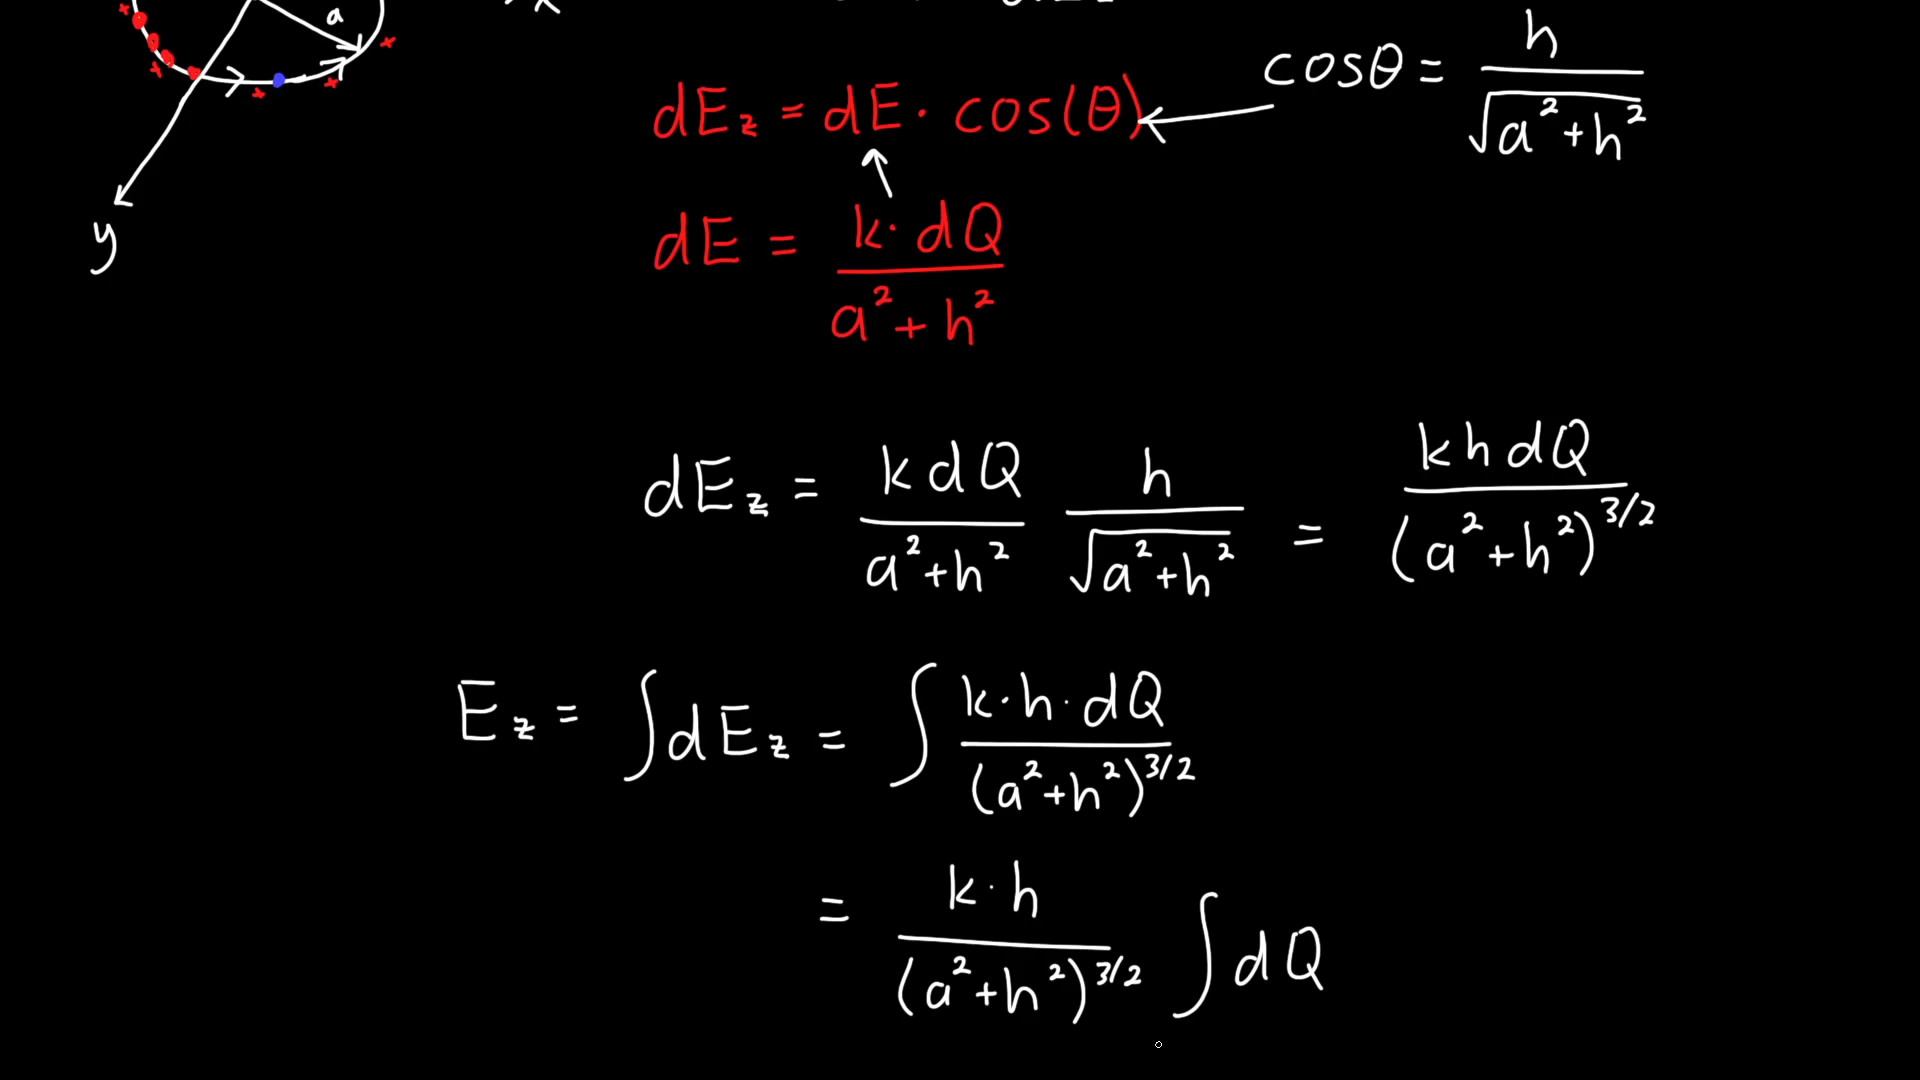 a
y
cosθ = h / √(a² + h²)
dE_z = dE · cos(θ)
dE = k · dQ / (a² + h²)
dE_z = k dQ / (a² + h²) h / √(a² + h²) = k h dQ / (a² + h²)^(3/2)
E_z = ∫ dE_z = ∫ k · h · dQ / (a² + h²)^(3/2)
= k · h / (a² + h²)^(3/2) ∫ dQ